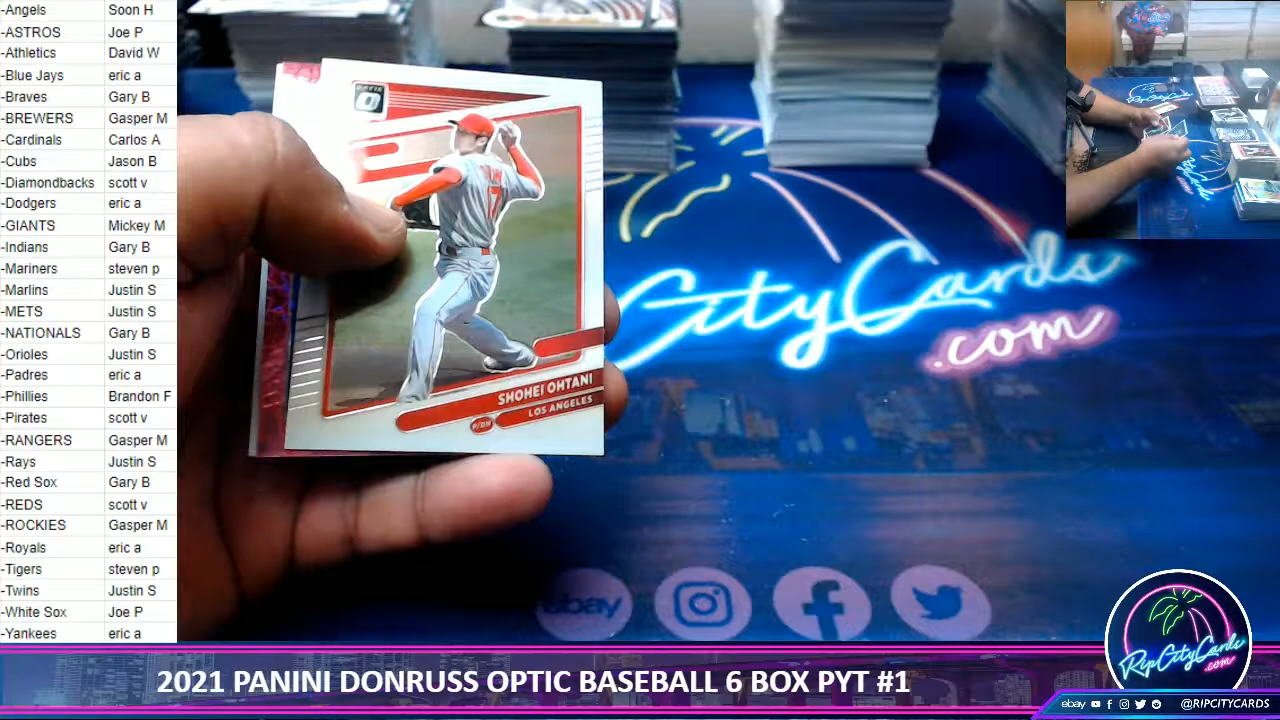 -Angels Soon H
-ASTROS Joe P
-Athletics David W
-Blue Jays eric a
-Braves Gary B
-BREWERS Gasper M
-Cardinals Carlos A
-Cubs Jason B
-Diamondbacks scott v
-Dodgers eric a
-GIANTS Mickey M
-Indians Gary B
-Mariners steven p
-Marlins Justin S
-METS Justin S
-NATIONALS Gary B
-Orioles Justin S
-Padres eric a
-Phillies Brandon F
-Pirates scott v
-RANGERS Gasper M
-Rays Justin S
-Red Sox Gary B
-REDS scott v
-ROCKIES Gasper M
-Royals eric a
-Tigers steven p
-Twins Justin S
-White Sox Joe P
-Yankees eric a
OPTIC
17
SHOHEI OHTANI
LOS ANGELES
P/DH
CityCards
.com
ebay
RipCityCards
.com
2021 PANINI DONRUSS OPTIC BASEBALL 6 BOX PYT #1
ebay @RIPCITYCARDS